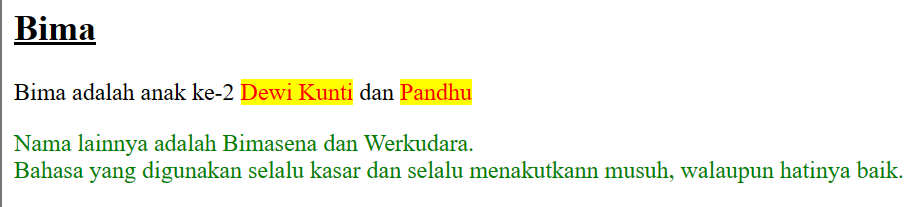 Bima
Bima adalah anak ke-2 Dewi Kunti dan Pandhu
Nama lainnya adalah Bimasena dan Werkudara.
Bahasa yang digunakan selalu kasar dan selalu menakutkann musuh, walaupun hatinya baik.